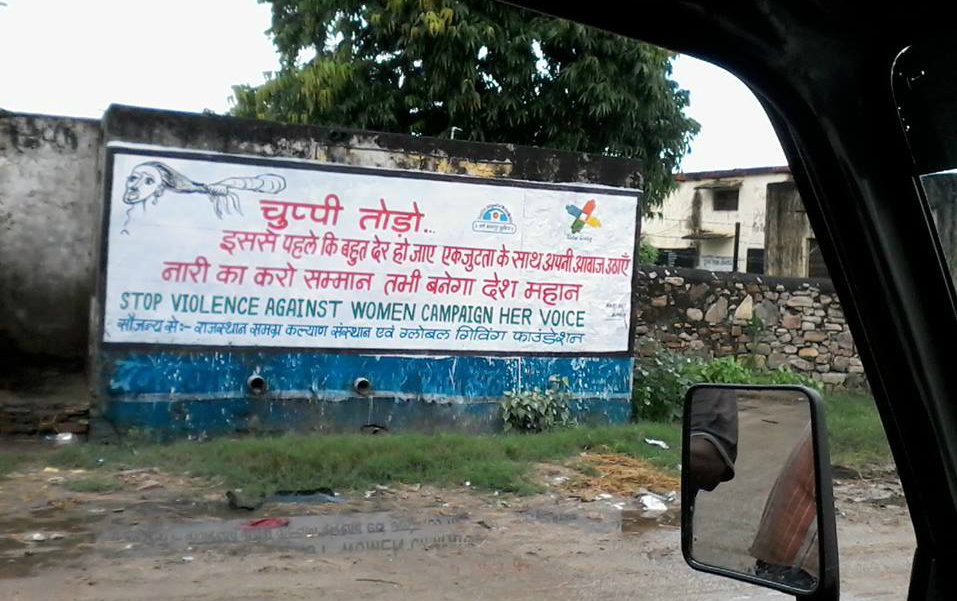 चुप्पी तोड़ो...
इससे पहले कि बहुत देर हो जाए एकजुटता के साथ अपनी आवाज उठाएँ
नारी का करो सम्मान तभी बनेगा देश महान
STOP VIOLENCE AGAINST WOMEN CAMPAIGN HER VOICE
सौजन्य से:- राजस्थान समग्र कल्याण संस्थान एवं ग्लोबल गिविंग फाउंडेशन